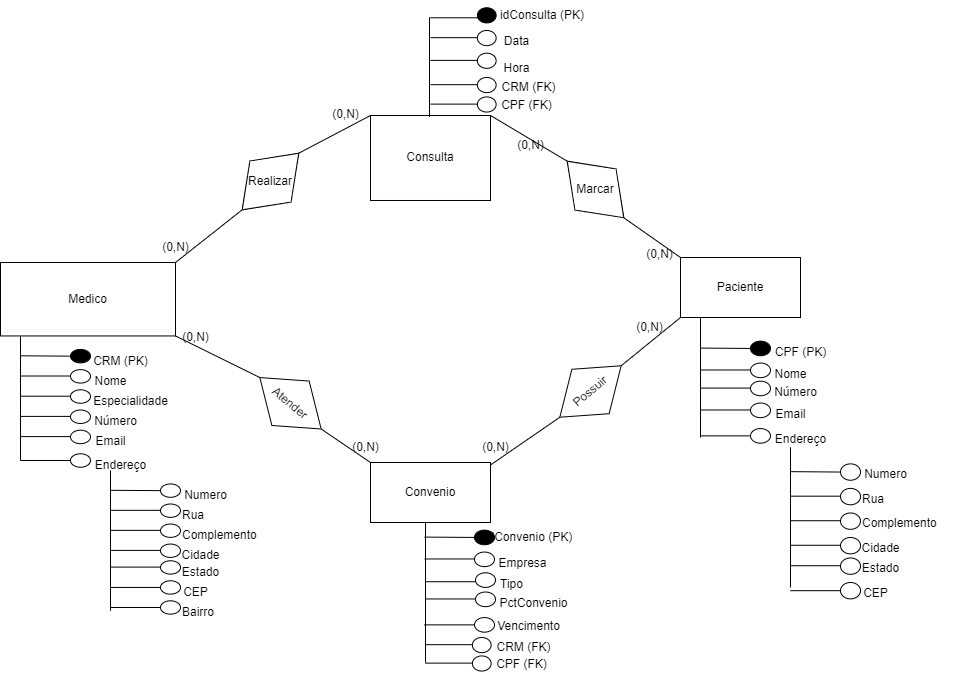 idConsulta (PK)
Data
Hora
CRM (FK)
CPF (FK)
(0,N)
Consulta
(0,N)
Realizar
Marcar
(0,N)
(0,N)
Medico
Paciente
(0,N)
(0,N)
CRM (PK)
Nome
Especialidade
Número
Email
Endereço
Numero
Rua
Complemento
Cidade
Estado
CEP
Bairro
Atender
Possuir
CPF (PK)
Nome
Número
Email
Endereço
Numero
Rua
Complemento
Cidade
Estado
CEP
(0,N)
(0,N)
Convenio
Convenio (PK)
Empresa
Tipo
PctConvenio
Vencimento
CRM (FK)
CPF (FK)